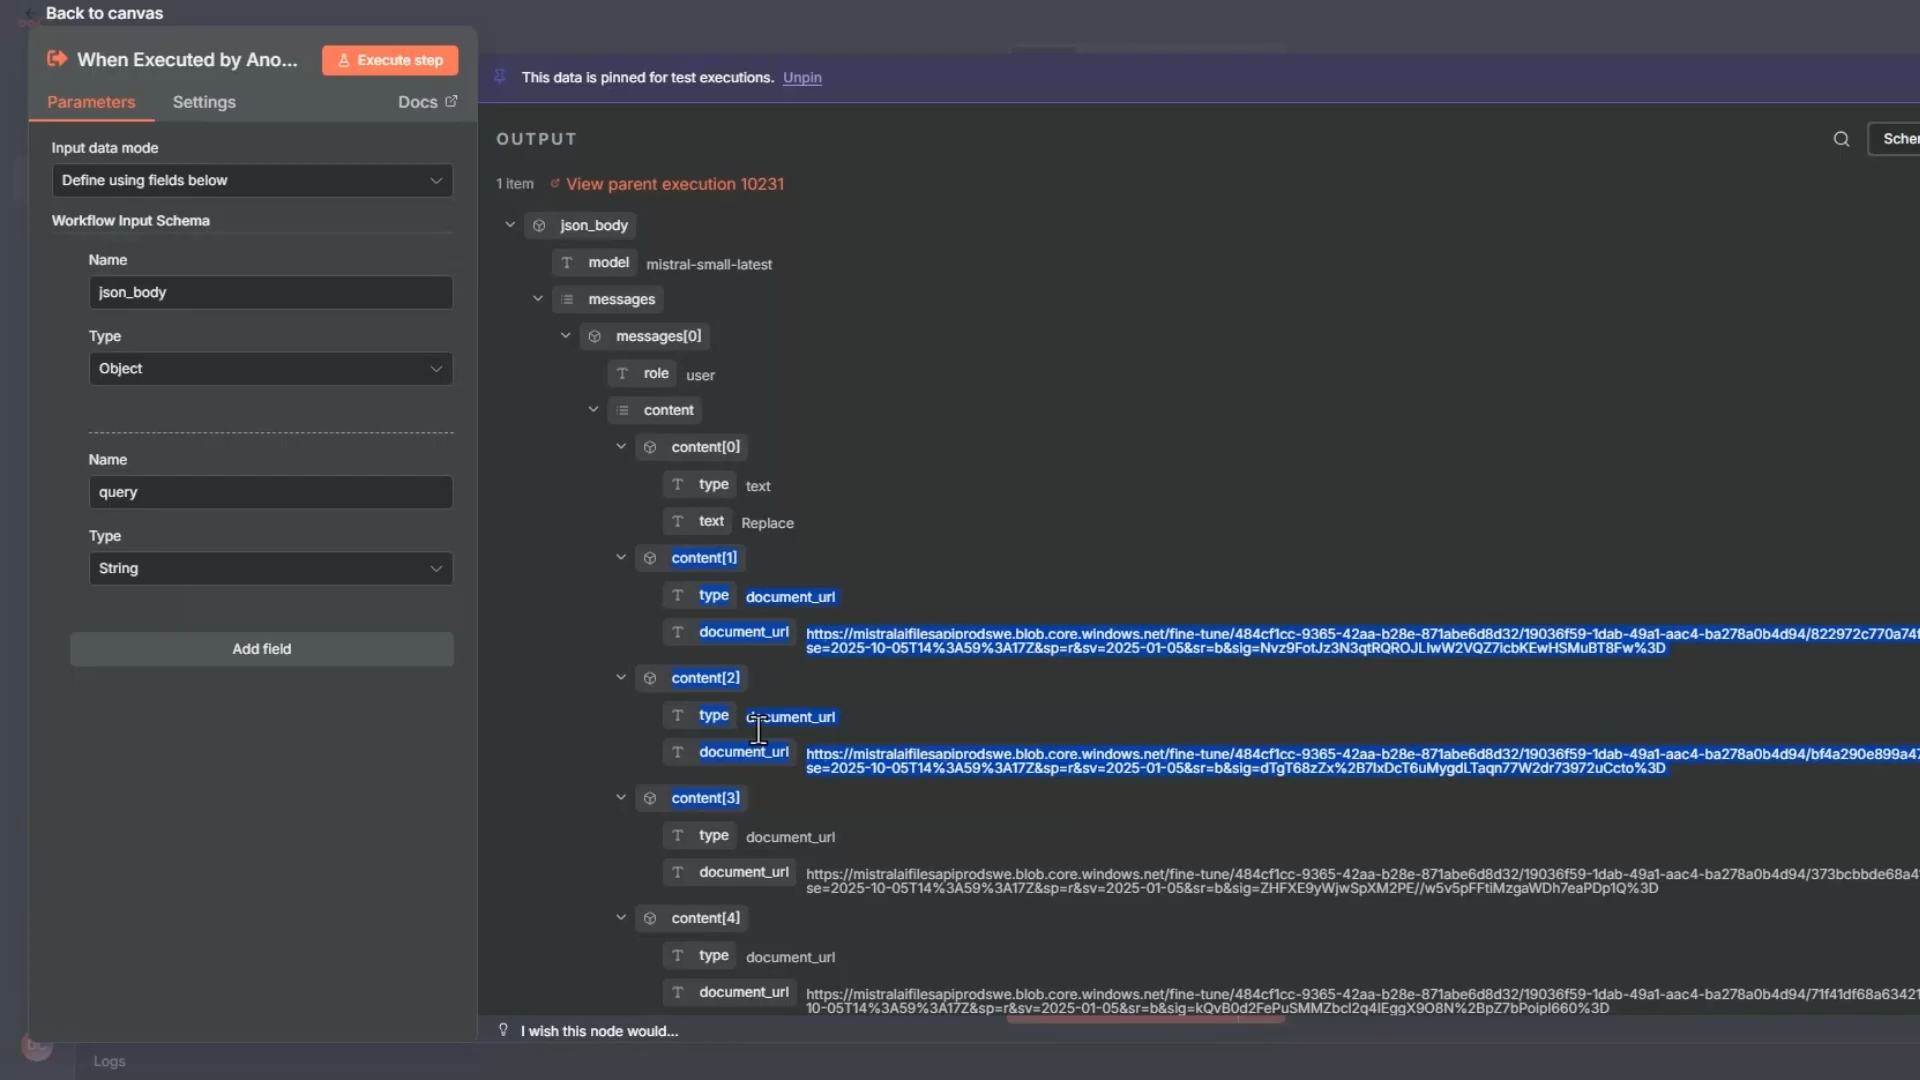 Back to canvas
When Executed by Ano...
Execute step
Parameters
Settings
Docs
Input data mode
Define using fields below
Workflow Input Schema
Name
json_body
Type
Object
Name
query
Type
String
Add field
This data is pinned for test executions. Unpin
OUTPUT
Schem
1 item
View parent execution 10231
json_body
model mistral-small-latest
messages
messages[0]
role user
content
content[0]
type text
text Replace
content[1]
type document_url
document_url https://mistralaifilesapiprodswe.blob.core.windows.net/fine-tune/484cf1cc-9365-42aa-b28e-871abe6d8d32/19036f59-1dab-49a1-aac4-ba278a0b4d94/822972c770a74f
se=2025-10-05T14%3A59%3A17Z&sp=r&sv=2025-01-05&sr=b&sig=Nvz9FotJz3N3qtRQROJLIwW2VQZ7icbKEwHSMuBT8Fw%3D
content[2]
type document_url
document_url https://mistralaifilesapiprodswe.blob.core.windows.net/fine-tune/484cf1cc-9365-42aa-b28e-871abe6d8d32/19036f59-1dab-49a1-aac4-ba278a0b4d94/bf4a290e899a47
se=2025-10-05T14%3A59%3A17Z&sp=r&sv=2025-01-05&sr=b&sig=dTgT68zZx%2B7IxDcT6uMygdLTaqn77W2dr73972uCcto%3D
content[3]
type document_url
document_url https://mistralaifilesapiprodswe.blob.core.windows.net/fine-tune/484cf1cc-9365-42aa-b28e-871abe6d8d32/19036f59-1dab-49a1-aac4-ba278a0b4d94/373bcbbde68a4
se=2025-10-05T14%3A59%3A17Z&sp=r&sv=2025-01-05&sr=b&sig=ZHFXE9yWjwSpXM2PE//w5v5pFFtiMzgaWDh7eaPDp1Q%3D
content[4]
type document_url
document_url https://mistralaifilesapiprodswe.blob.core.windows.net/fine-tune/484cf1cc-9365-42aa-b28e-871abe6d8d32/19036f59-1dab-49a1-aac4-ba278a0b4d94/71f41df68a63421
10-05T14%3A59%3A17Z&sp=r&sv=2025-01-05&sr=b&sig=kQvB0d2FePuSMMZbcl2q4IEggX9O8N%2BpZ7bPoipI660%3D
I wish this node would...
Logs